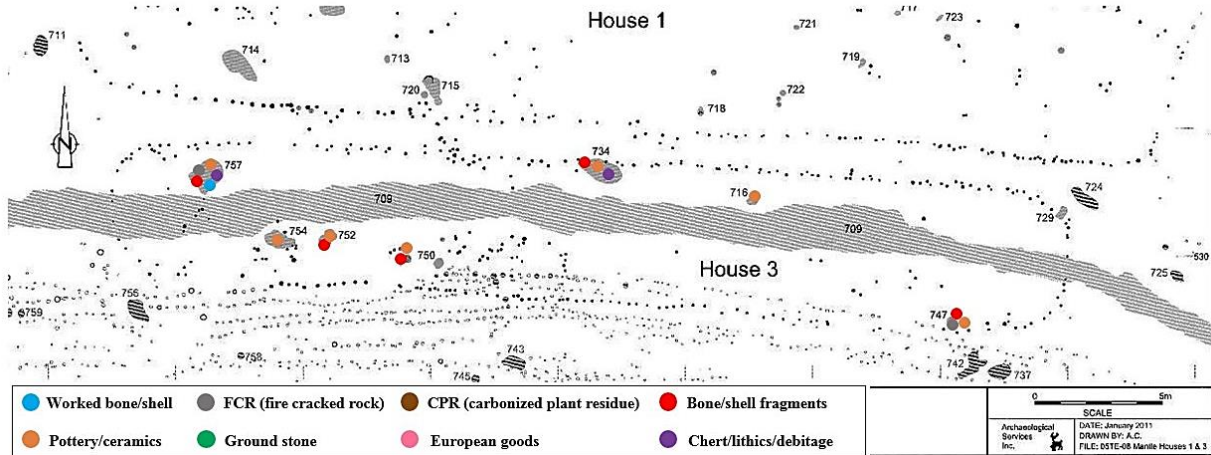 House 1
711
714
713
715
720
721
717
723
719
722
718
757
734
716
724
729
709
709
754
752
750
House 3
530
725
756
759
747
758
743
745
742
737
Worked bone/shell
FCR (fire cracked rock)
CPR (carbonized plant residue)
Bone/shell fragments
Pottery/ceramics
Ground stone
European goods
Chert/lithics/debitage
0 5m
SCALE
Archaeological
Services
Inc.
DATE: January 2011
DRAWN BY: A.C.
FILE: 05TE-08 Mantle Houses 1 & 3